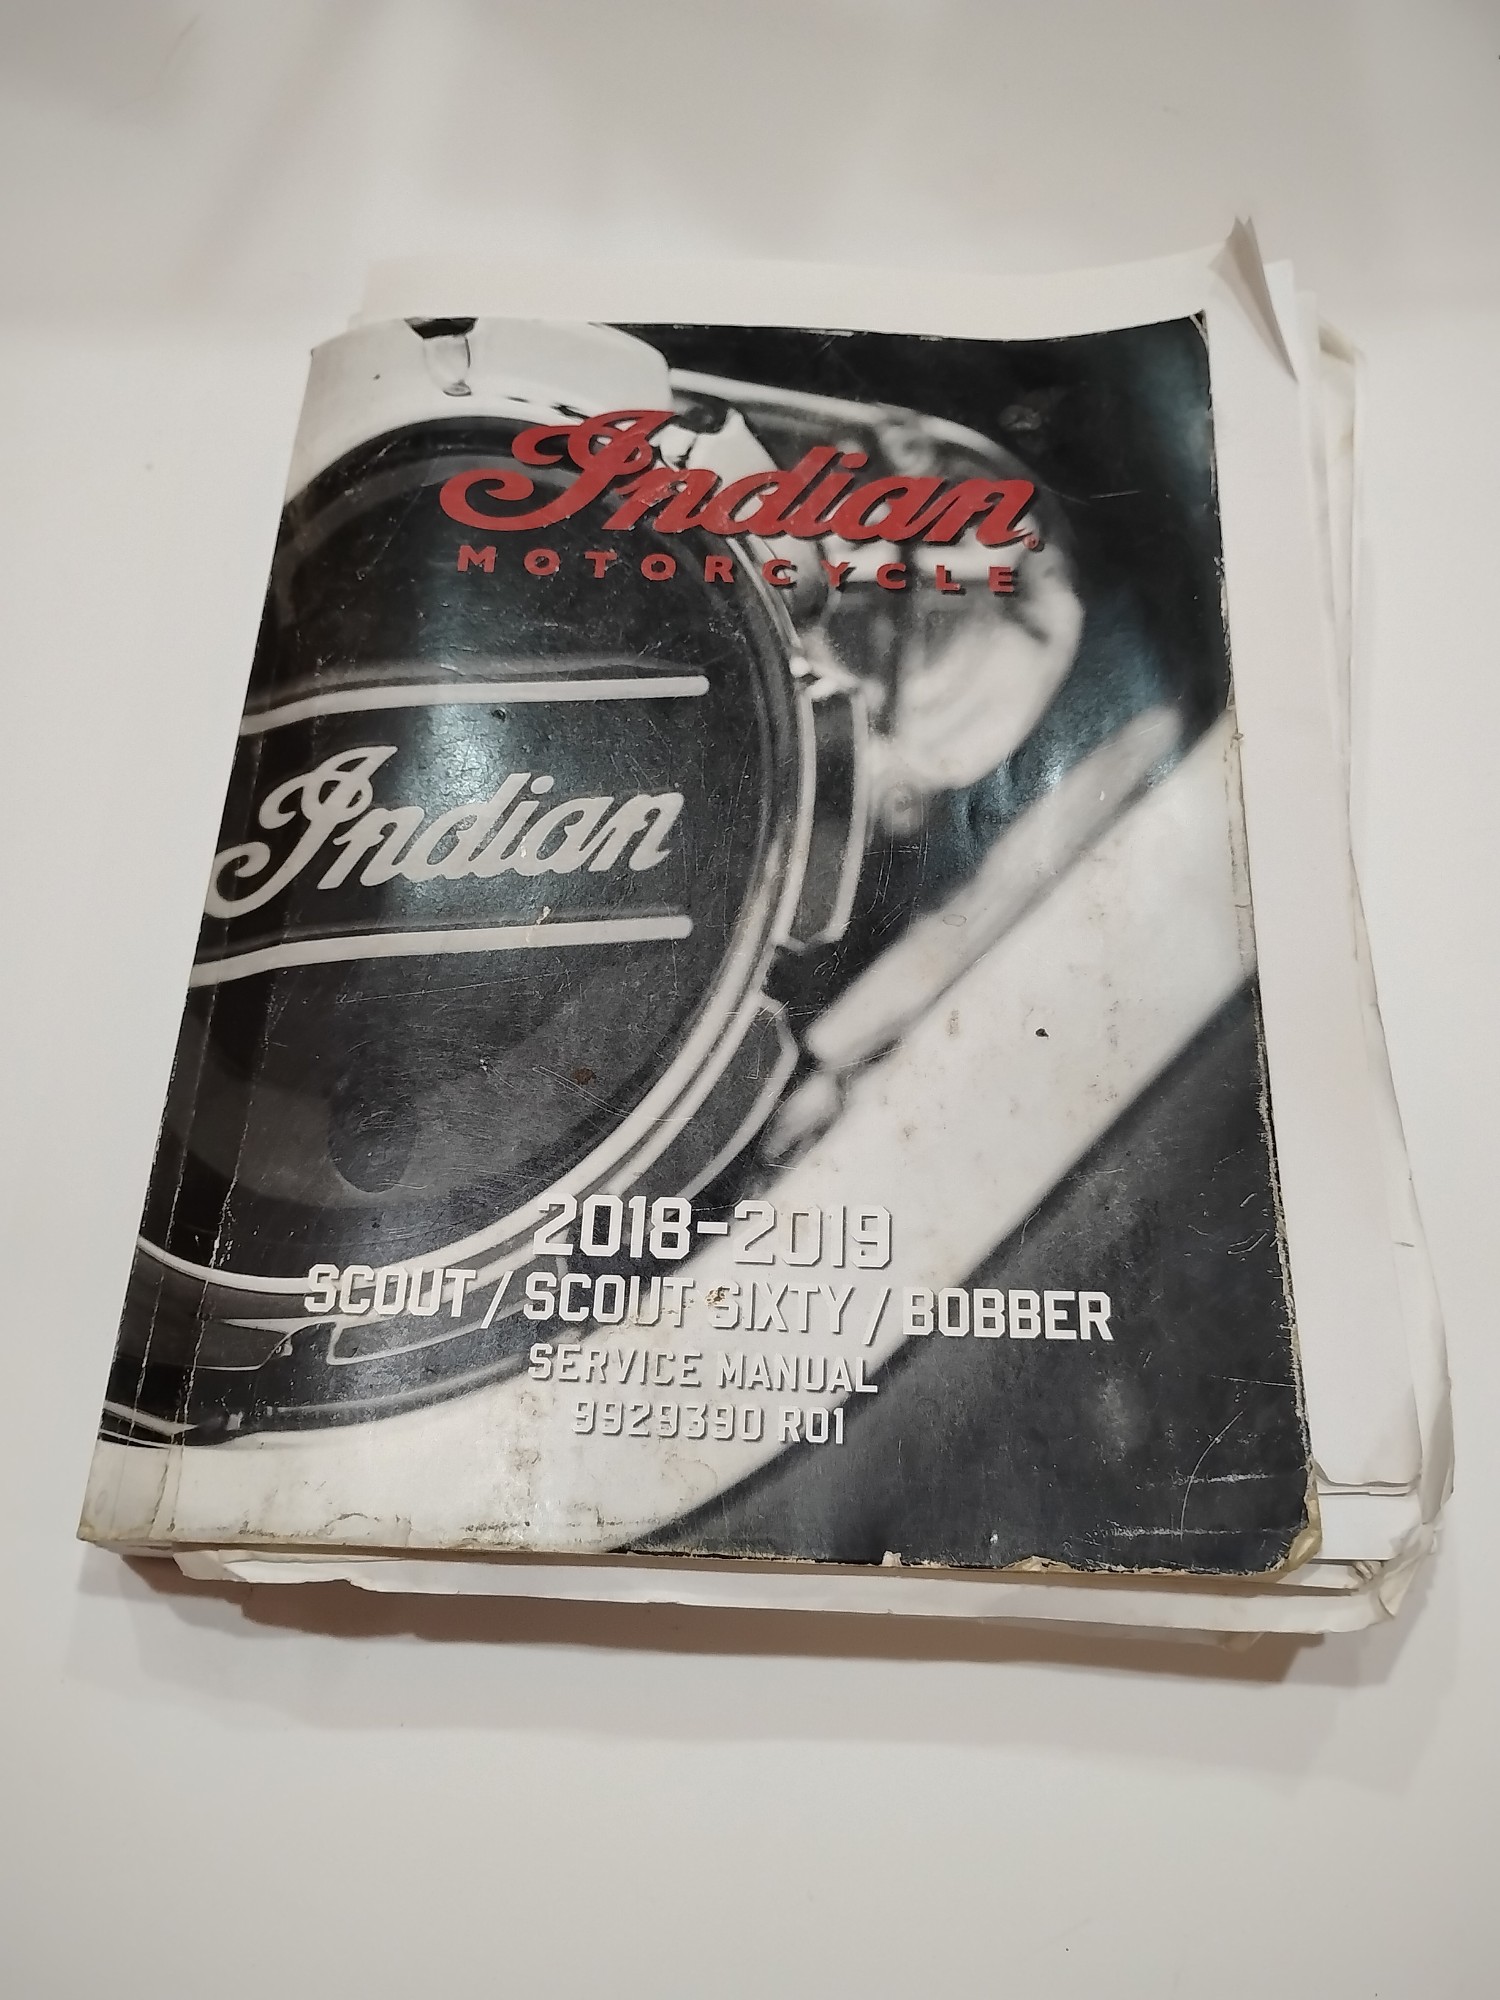 Indian
MOTORCYCLE
Indian
2018-2019
SCOUT / SCOUT SIXTY / BOBBER
SERVICE MANUAL
9929390 R01